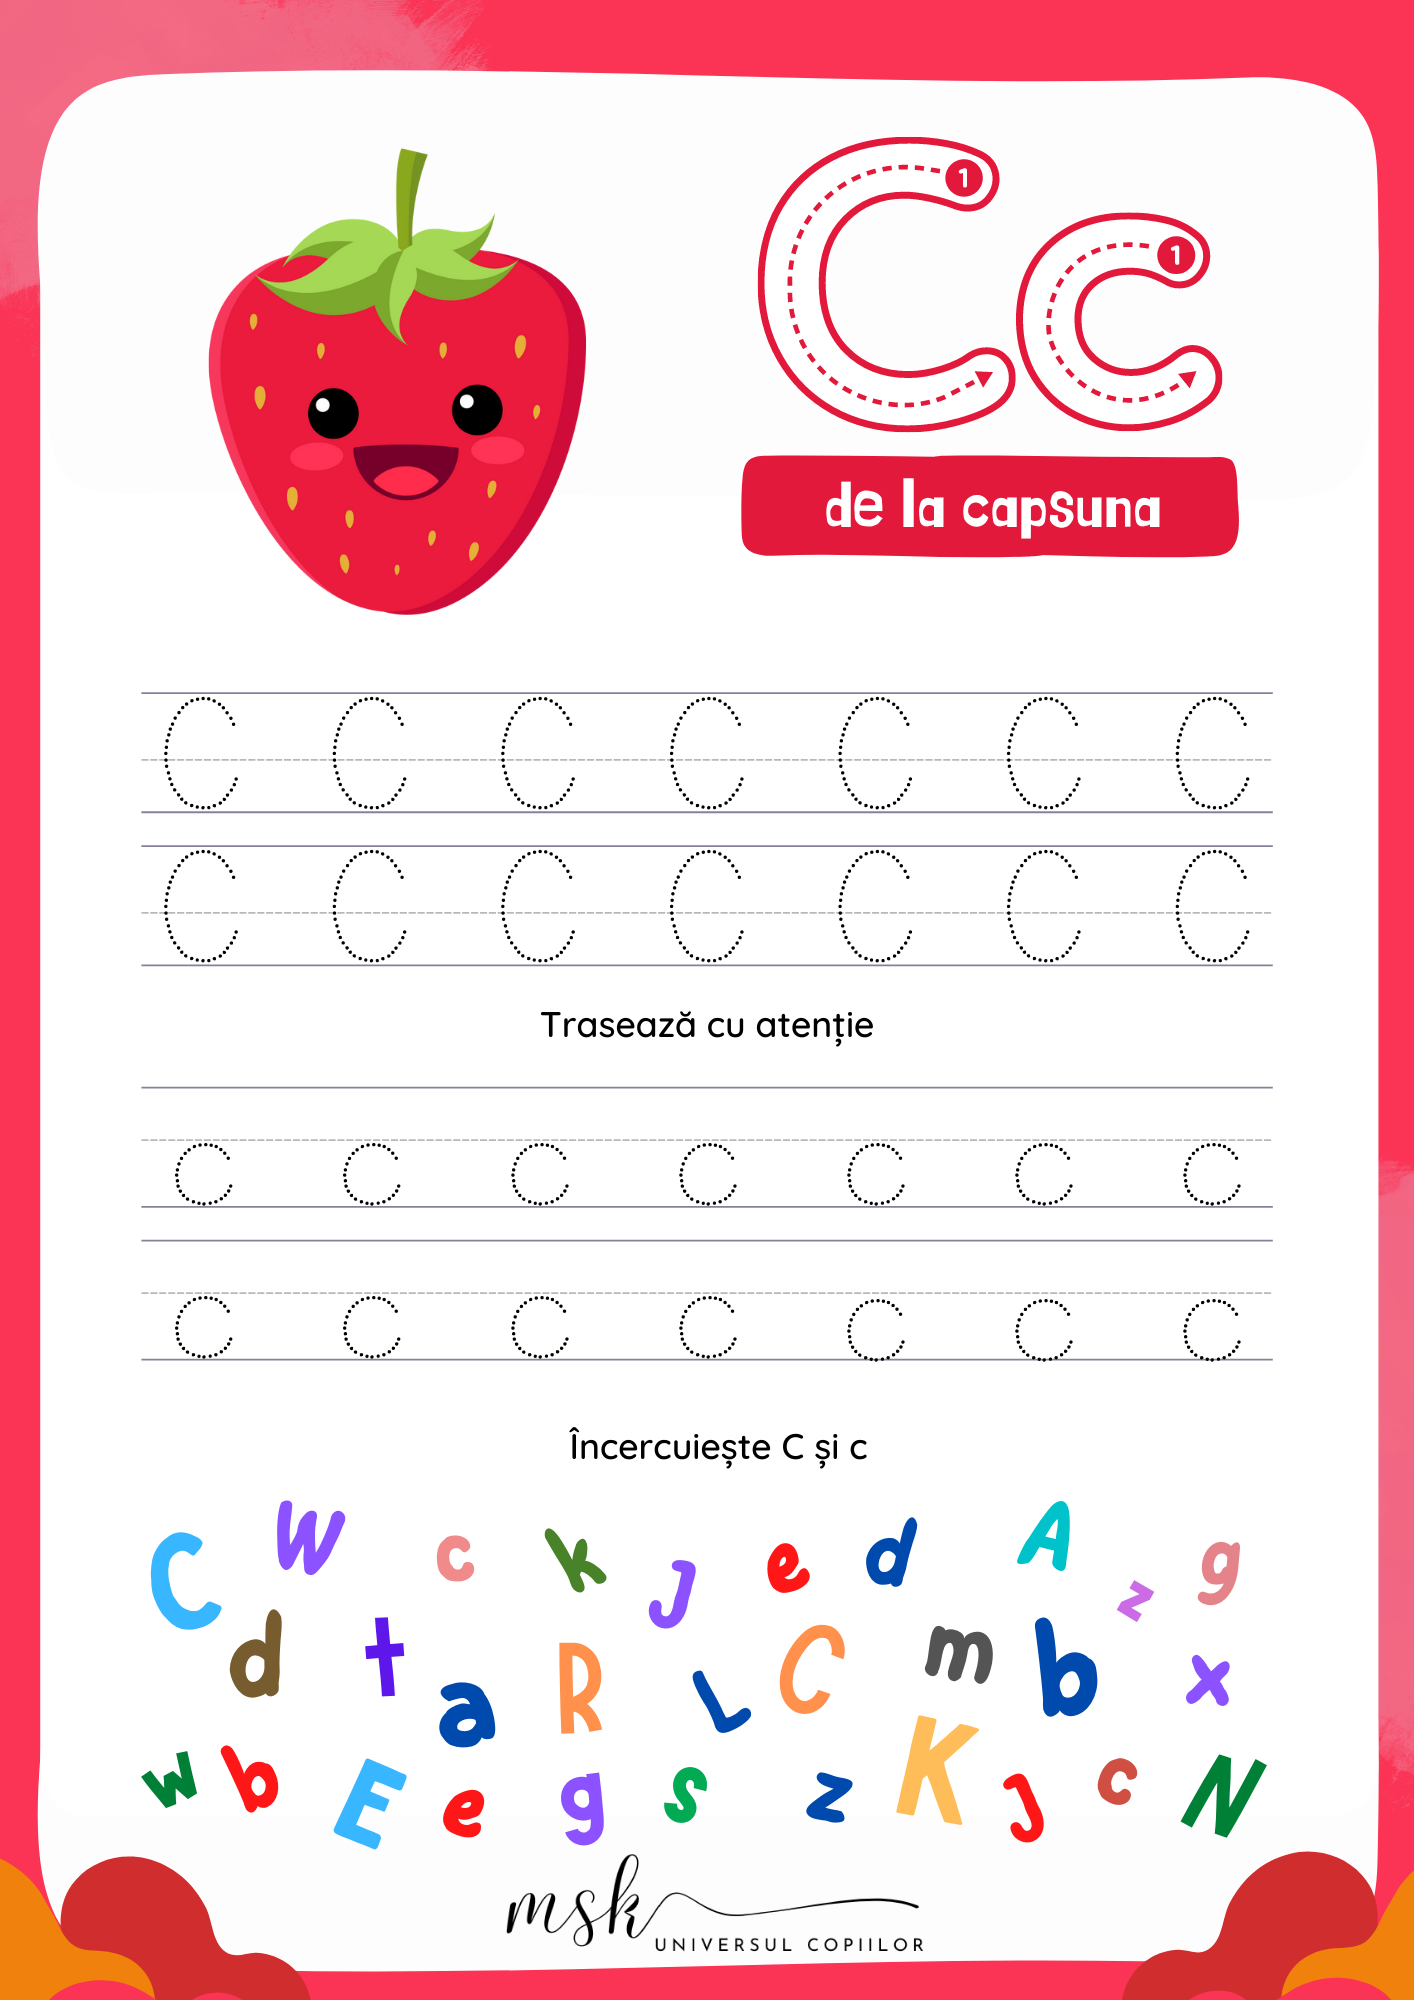 Cc
1 1
de la capsuna
C C C C C C C
C C C C C C C
Trasează cu atenție
c c c c c c c
c c c c c c c
Încercuiește C și c
C W c k J e d A z g
d t a R L C m b x
w b E e g s z K J c N
msk
UNIVERSUL COPIILOR